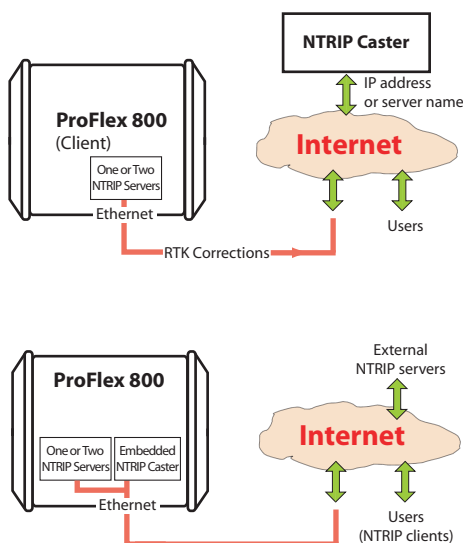 NTRIP Caster
IP address
or server name
ProFlex 800
(Client)
One or Two
NTRIP Servers
Ethernet
Internet
Users
RTK Corrections
External
NTRIP servers
ProFlex 800
One or Two
NTRIP Servers
Embedded
NTRIP Caster
Ethernet
Internet
Users
(NTRIP clients)